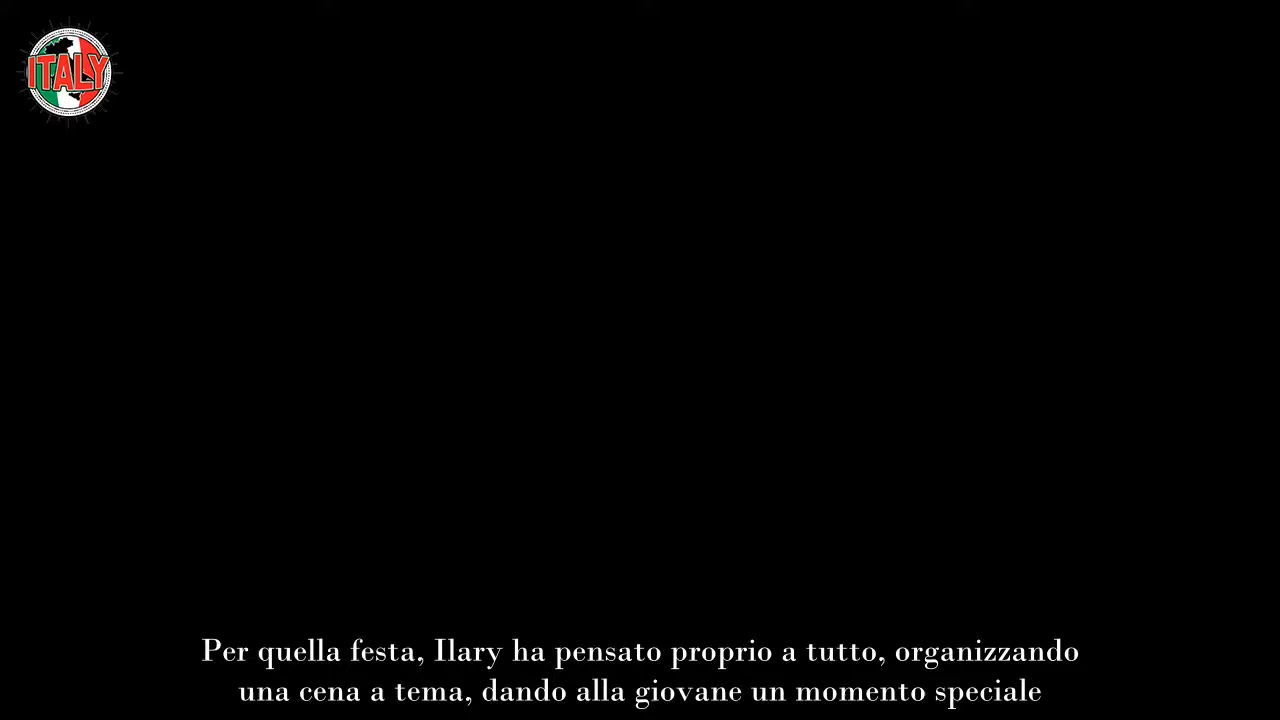 ITALY
Per quella festa, Ilary ha pensato proprio a tutto, organizzando
una cena a tema, dando alla giovane un momento speciale